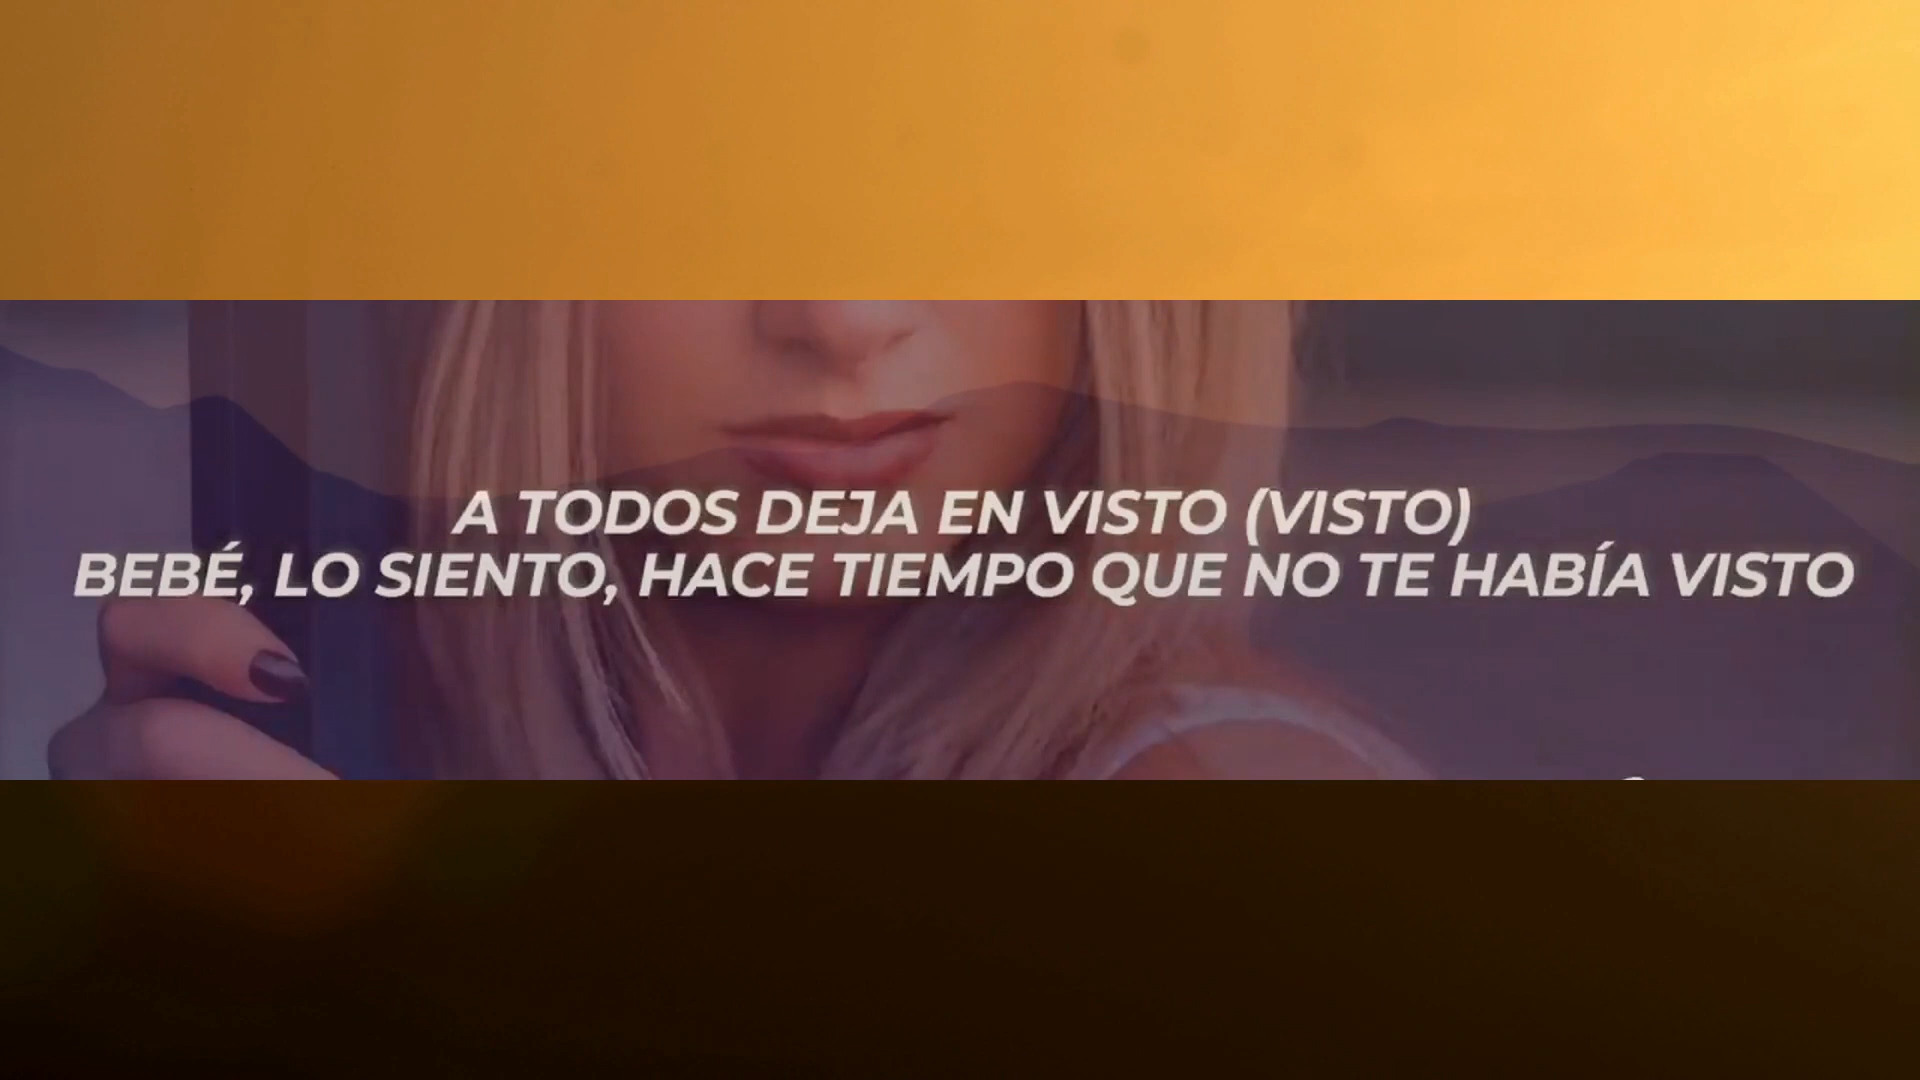 A TODOS DEJA EN VISTO (VISTO)
BEBÉ, LO SIENTO, HACE TIEMPO QUE NO TE HABÍA VISTO